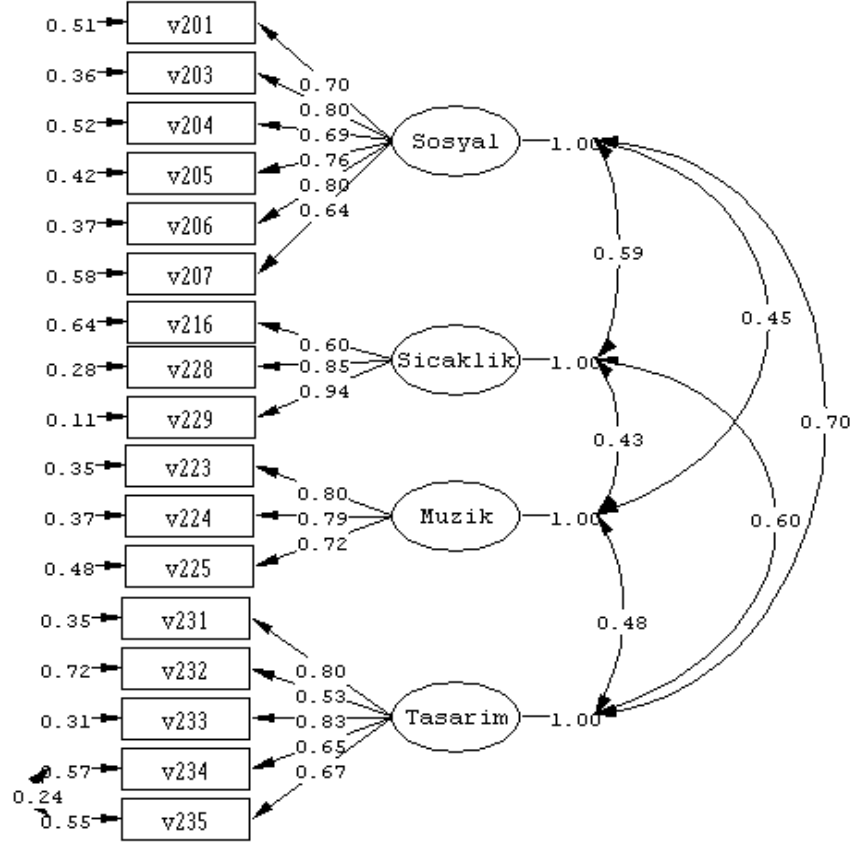 0.51 v201
0.36 v203
0.52 v204
0.42 v205
0.37 v206
0.58 v207
0.64 v216
0.28 v228
0.11 v229
0.35 v223
0.37 v224
0.48 v225
0.35 v231
0.72 v232
0.31 v233
0.57 v234
0.55 v235
0.24
0.70
0.80
0.69
0.76
0.80
0.64
0.60
0.85
0.94
0.80
0.79
0.72
0.80
0.53
0.83
0.65
0.67
Sosyal 1.00
Sicaklik 1.00
Muzik 1.00
Tasarim 1.00
0.59
0.45
0.70
0.43
0.60
0.48